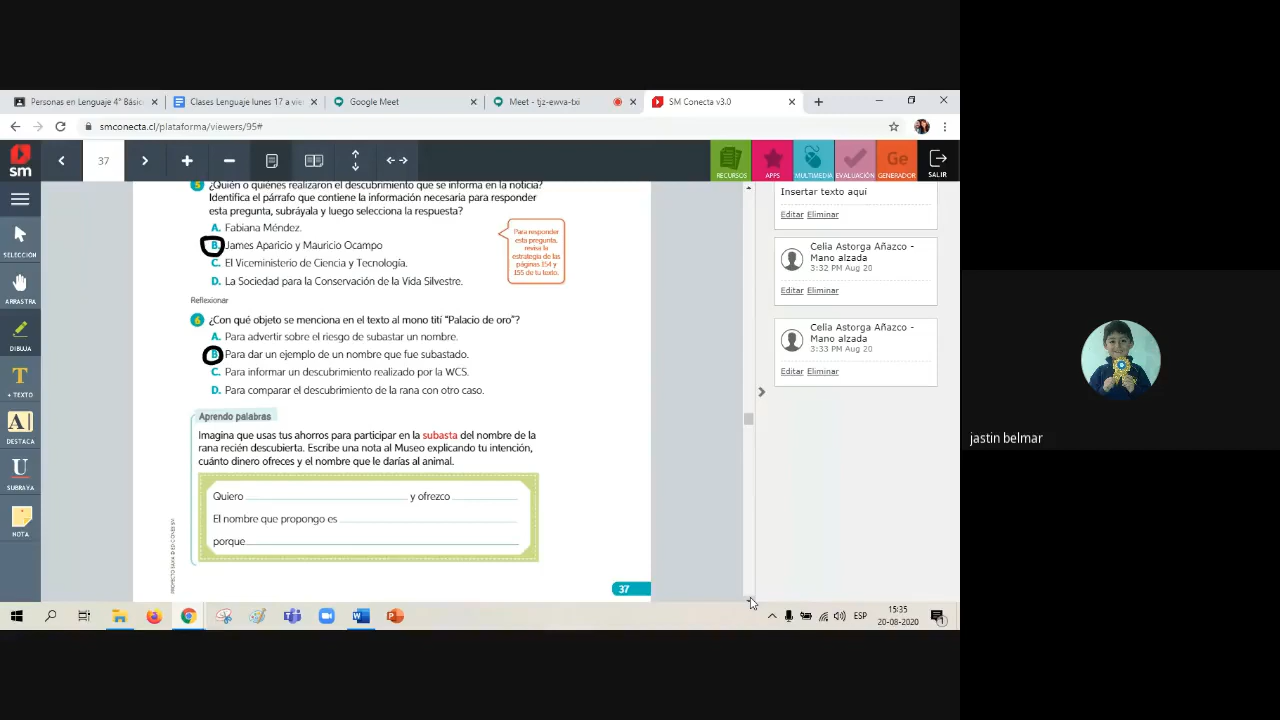 Personas en Lenguaje 4° Básic
Clases Lenguaje lunes 17 a vie
Google Meet
Meet - tjz-ewva-txi
SM Conecta v3.0
smconecta.cl/plataforma/viewers/95#
sm
37
RECURSOS
APPS
MULTIMEDIA
EVALUACIÓN
Ge
GENERADOR
SALIR
SELECCIÓN
ARRASTRA
DIBUJA
T
+ TEXTO
A
DESTACA
U
SUBRAYA
NOTA
5 ¿Quién o quiénes realizaron el descubrimiento que se informa en la noticia?
Identifica el párrafo que contiene la información necesaria para responder
esta pregunta, subráyala y luego selecciona la respuesta?
A. Fabiana Méndez.
B. James Aparicio y Mauricio Ocampo
C. El Viceministerio de Ciencia y Tecnología.
D. La Sociedad para la Conservación de la Vida Silvestre.
Para responder
esta pregunta,
revisa la
estrategia de las
páginas 154 y
155 de tu texto.
Reflexionar
6 ¿Con qué objeto se menciona en el texto al mono tití "Palacio de oro"?
A. Para advertir sobre el riesgo de subastar un nombre.
B Para dar un ejemplo de un nombre que fue subastado.
C. Para informar un descubrimiento realizado por la WCS.
D. Para comparar el descubrimiento de la rana con otro caso.
Aprendo palabras
Imagina que usas tus ahorros para participar en la subasta del nombre de la
rana recién descubierta. Escribe una nota al Museo explicando tu intención,
cuánto dinero ofreces y el nombre que le darías al animal.
Quiero y ofrezco
El nombre que propongo es
porque
37
Insertar texto aquí
Editar Eliminar
Celia Astorga Añazco -
Mano alzada
3:32 PM Aug 20
Editar Eliminar
Celia Astorga Añazco -
Mano alzada
3:33 PM Aug 20
Editar Eliminar
jastin belmar
ESP
15:35
20-08-2020
1